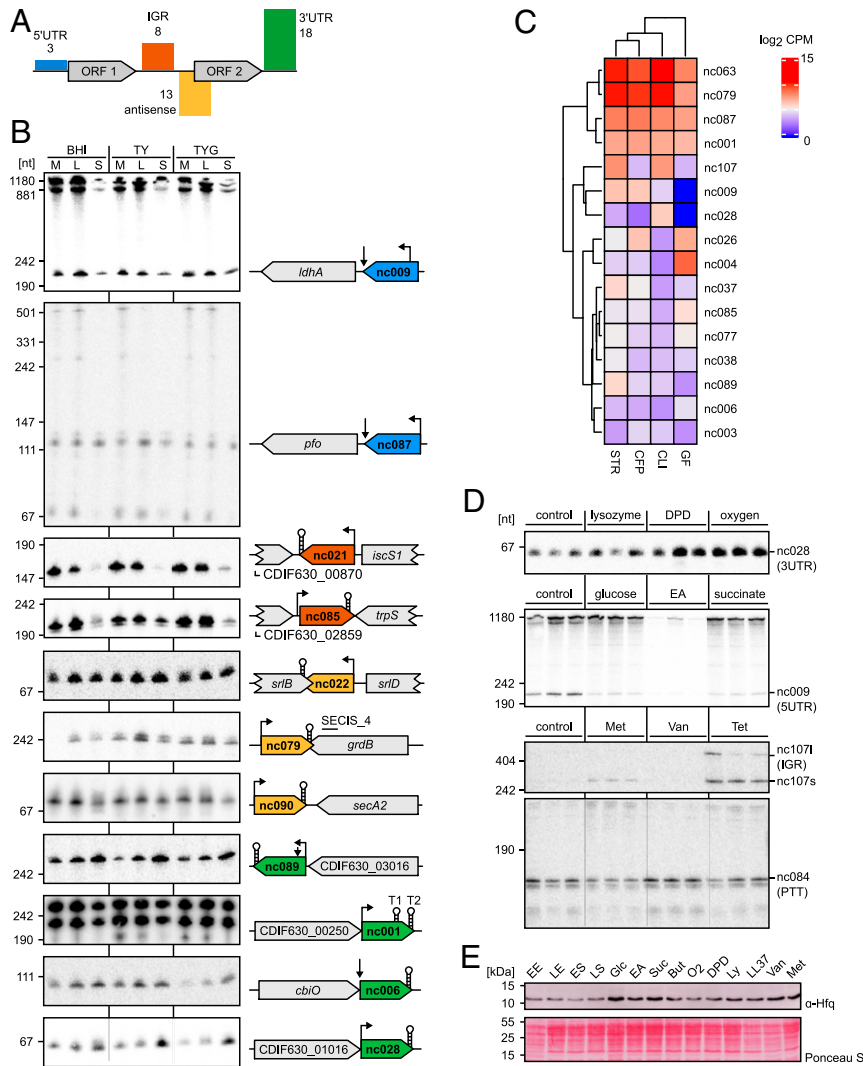 A
5'UTR
3
IGR
8
3'UTR
18
ORF 1
ORF 2
13
antisense
B
BHI TY TYG
[nt] M L S M L S M L S
1180
881
242
190
ldhA nc009
501
331
242
147
111
67
pfo nc087
190
147
nc021 iscS1
CDIF630_00870
242
190
nc085 trpS
CDIF630_02859
67
srlB nc022 srlD
242
SECIS_4
nc079 grdB
67
nc090 secA2
242
nc089 CDIF630_03016
242
190
T1 T2
CDIF630_00250 nc001
111
cbiO nc006
67
CDIF630_01016 nc028
C
log2 CPM
15
0
nc063
nc079
nc087
nc001
nc107
nc009
nc028
nc026
nc004
nc037
nc085
nc077
nc038
nc089
nc006
nc003
STR CFP CLI GF
D
[nt] control lysozyme DPD oxygen
67
nc028
(3UTR)
control glucose EA succinate
1180
242
190
nc009
(5UTR)
control Met Van Tet
404
242
nc107l
(IGR)
nc107s
190
nc084
(PTT)
E
[kDa] EE LE ES LS Glc EA Suc But O2 DPD Ly LL37 Van Met
15
10
α-Hfq
55
25
15
Ponceau S